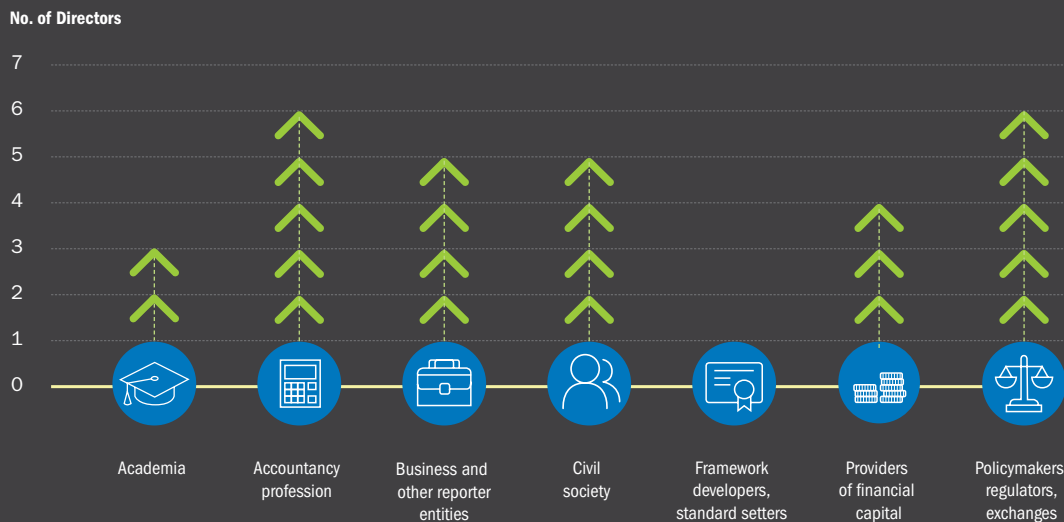 No. of Directors
7
6
5
4
3
2
1
0
Academia
Accountancy
profession
Business and
other reporter
entities
Civil
society
Framework
developers,
standard setters
Providers
of financial
capital
Policymakers,
regulators,
exchanges